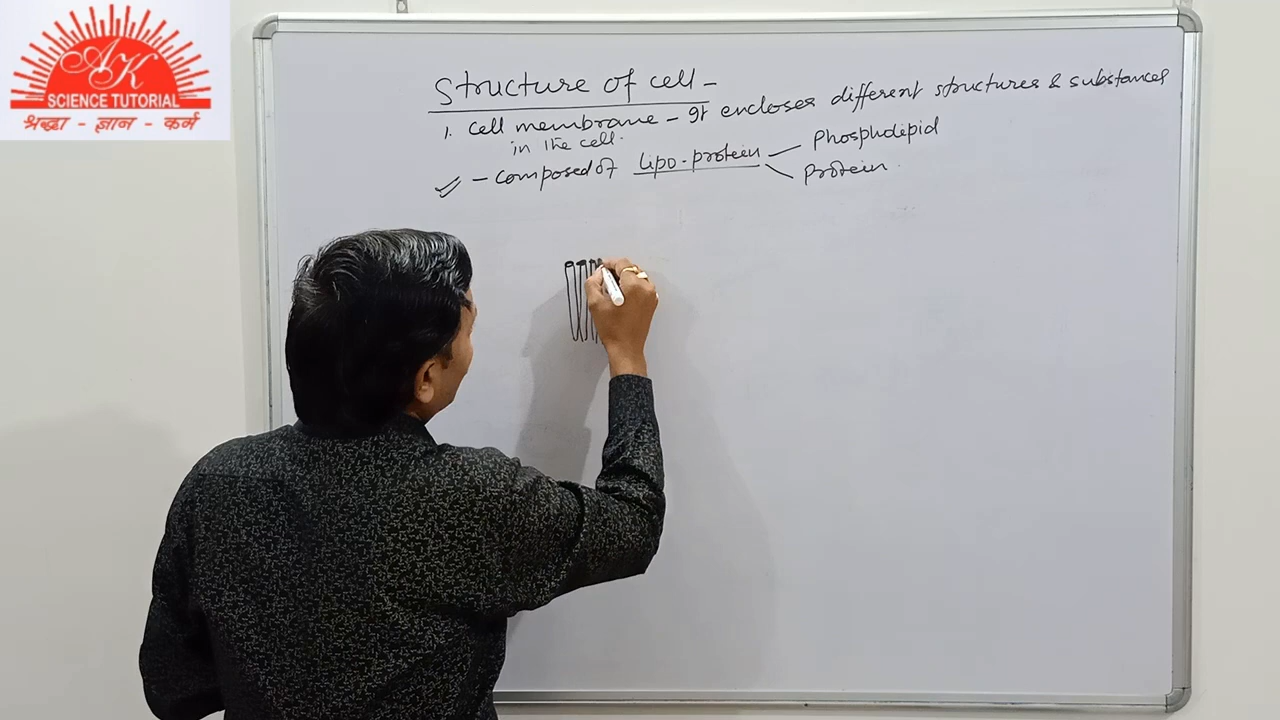 AK
SCIENCE TUTORIAL
श्रद्धा - ज्ञान - कर्म
Structure of cell -
1. Cell membrane - It encloses different structures & substances
in the cell.
- composed of Lipo-protein
Phospholipid
protein